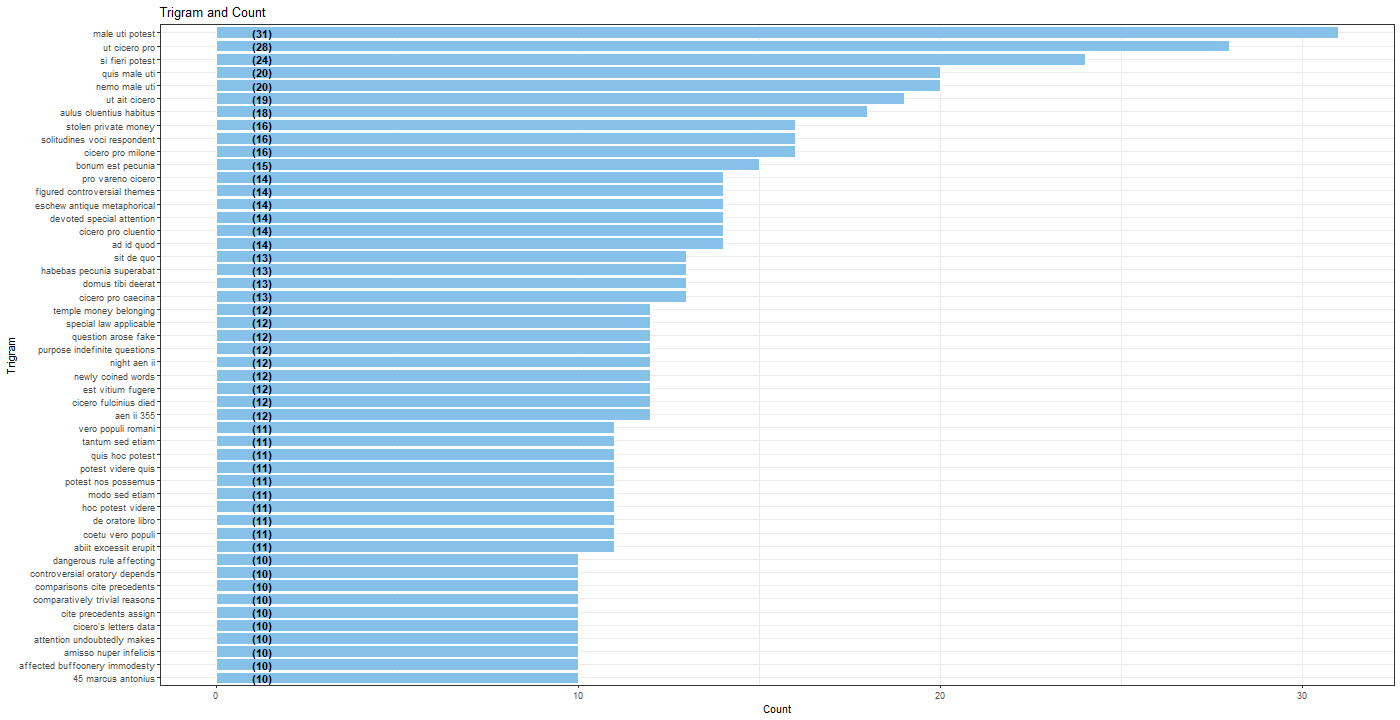 Trigram and Count
male uti potest (31)
ut cicero pro (28)
si fieri potest (24)
quis male uti (20)
nemo male uti (20)
ut ait cicero (19)
aulus cluentius habitus (18)
stolen private money (16)
solitudines voci respondent (16)
cicero pro milone (16)
bonum est pecunia (15)
pro vareno cicero (14)
figured controversial themes (14)
eschew antique metaphorical (14)
devoted special attention (14)
cicero pro cluentio (14)
ad id quod (14)
sit de quo (13)
habebas pecunia superabat (13)
domus tibi deerat (13)
cicero pro caecina (13)
temple money belonging (12)
special law applicable (12)
question arose fake (12)
purpose indefinite questions (12)
night aen ii (12)
newly coined words (12)
est vitium fugere (12)
cicero fulcinius died (12)
aen ii 355 (12)
vero populi romani (11)
tantum sed etiam (11)
quis hoc potest (11)
potest videre quis (11)
potest nos possemus (11)
modo sed etiam (11)
hoc potest videre (11)
de oratore libro (11)
coetu vero populi (11)
abiit excessit erupit (11)
dangerous rule affecting (10)
controversial oratory depends (10)
comparisons cite precedents (10)
comparatively trivial reasons (10)
cite precedents assign (10)
cicero's letters data (10)
attention undoubtedly makes (10)
amisso nuper infelicis (10)
affected buffoonery immodesty (10)
45 marcus antonius (10)
0 10 20 30
Count
Trigram